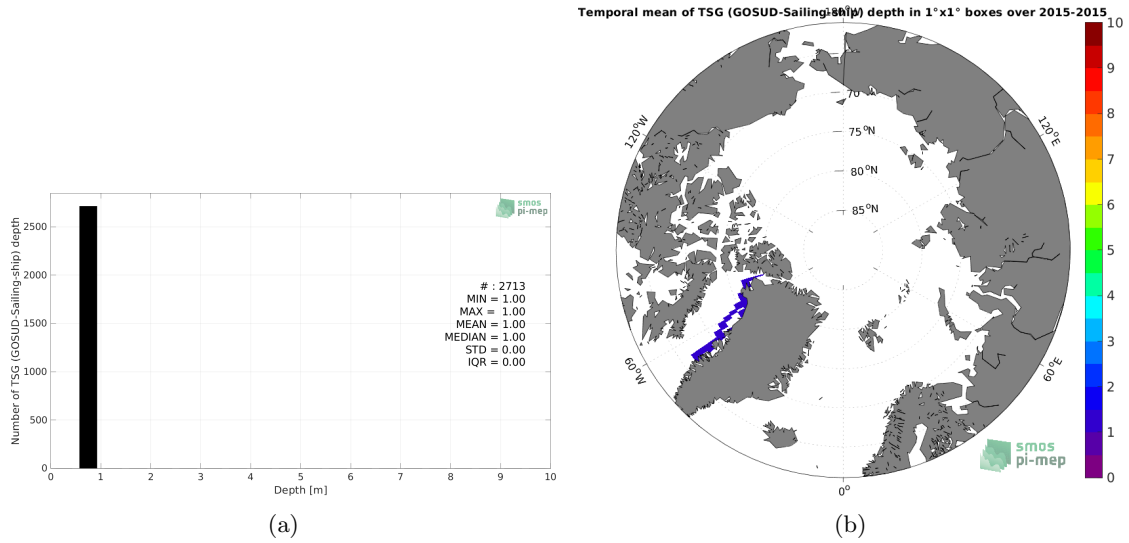 Number of TSG (GOSUD-Sailing-ship) depth
2500
2000
1500
1000
500
0
0 1 2 3 4 5 6 7 8 9 10
Depth [m]
smos
pi-mep
# : 2713
MIN = 1.00
MAX = 1.00
MEAN = 1.00
MEDIAN = 1.00
STD = 0.00
IQR = 0.00
(a)
Temporal mean of TSG (GOSUD-Sailing-ship) depth in 1°x1° boxes over 2015-2015
180°W
120°W
120°E
60°W
60°E
0°
75°N
80°N
85°N
10
9
8
7
6
5
4
3
2
1
0
smos
pi-mep
(b)